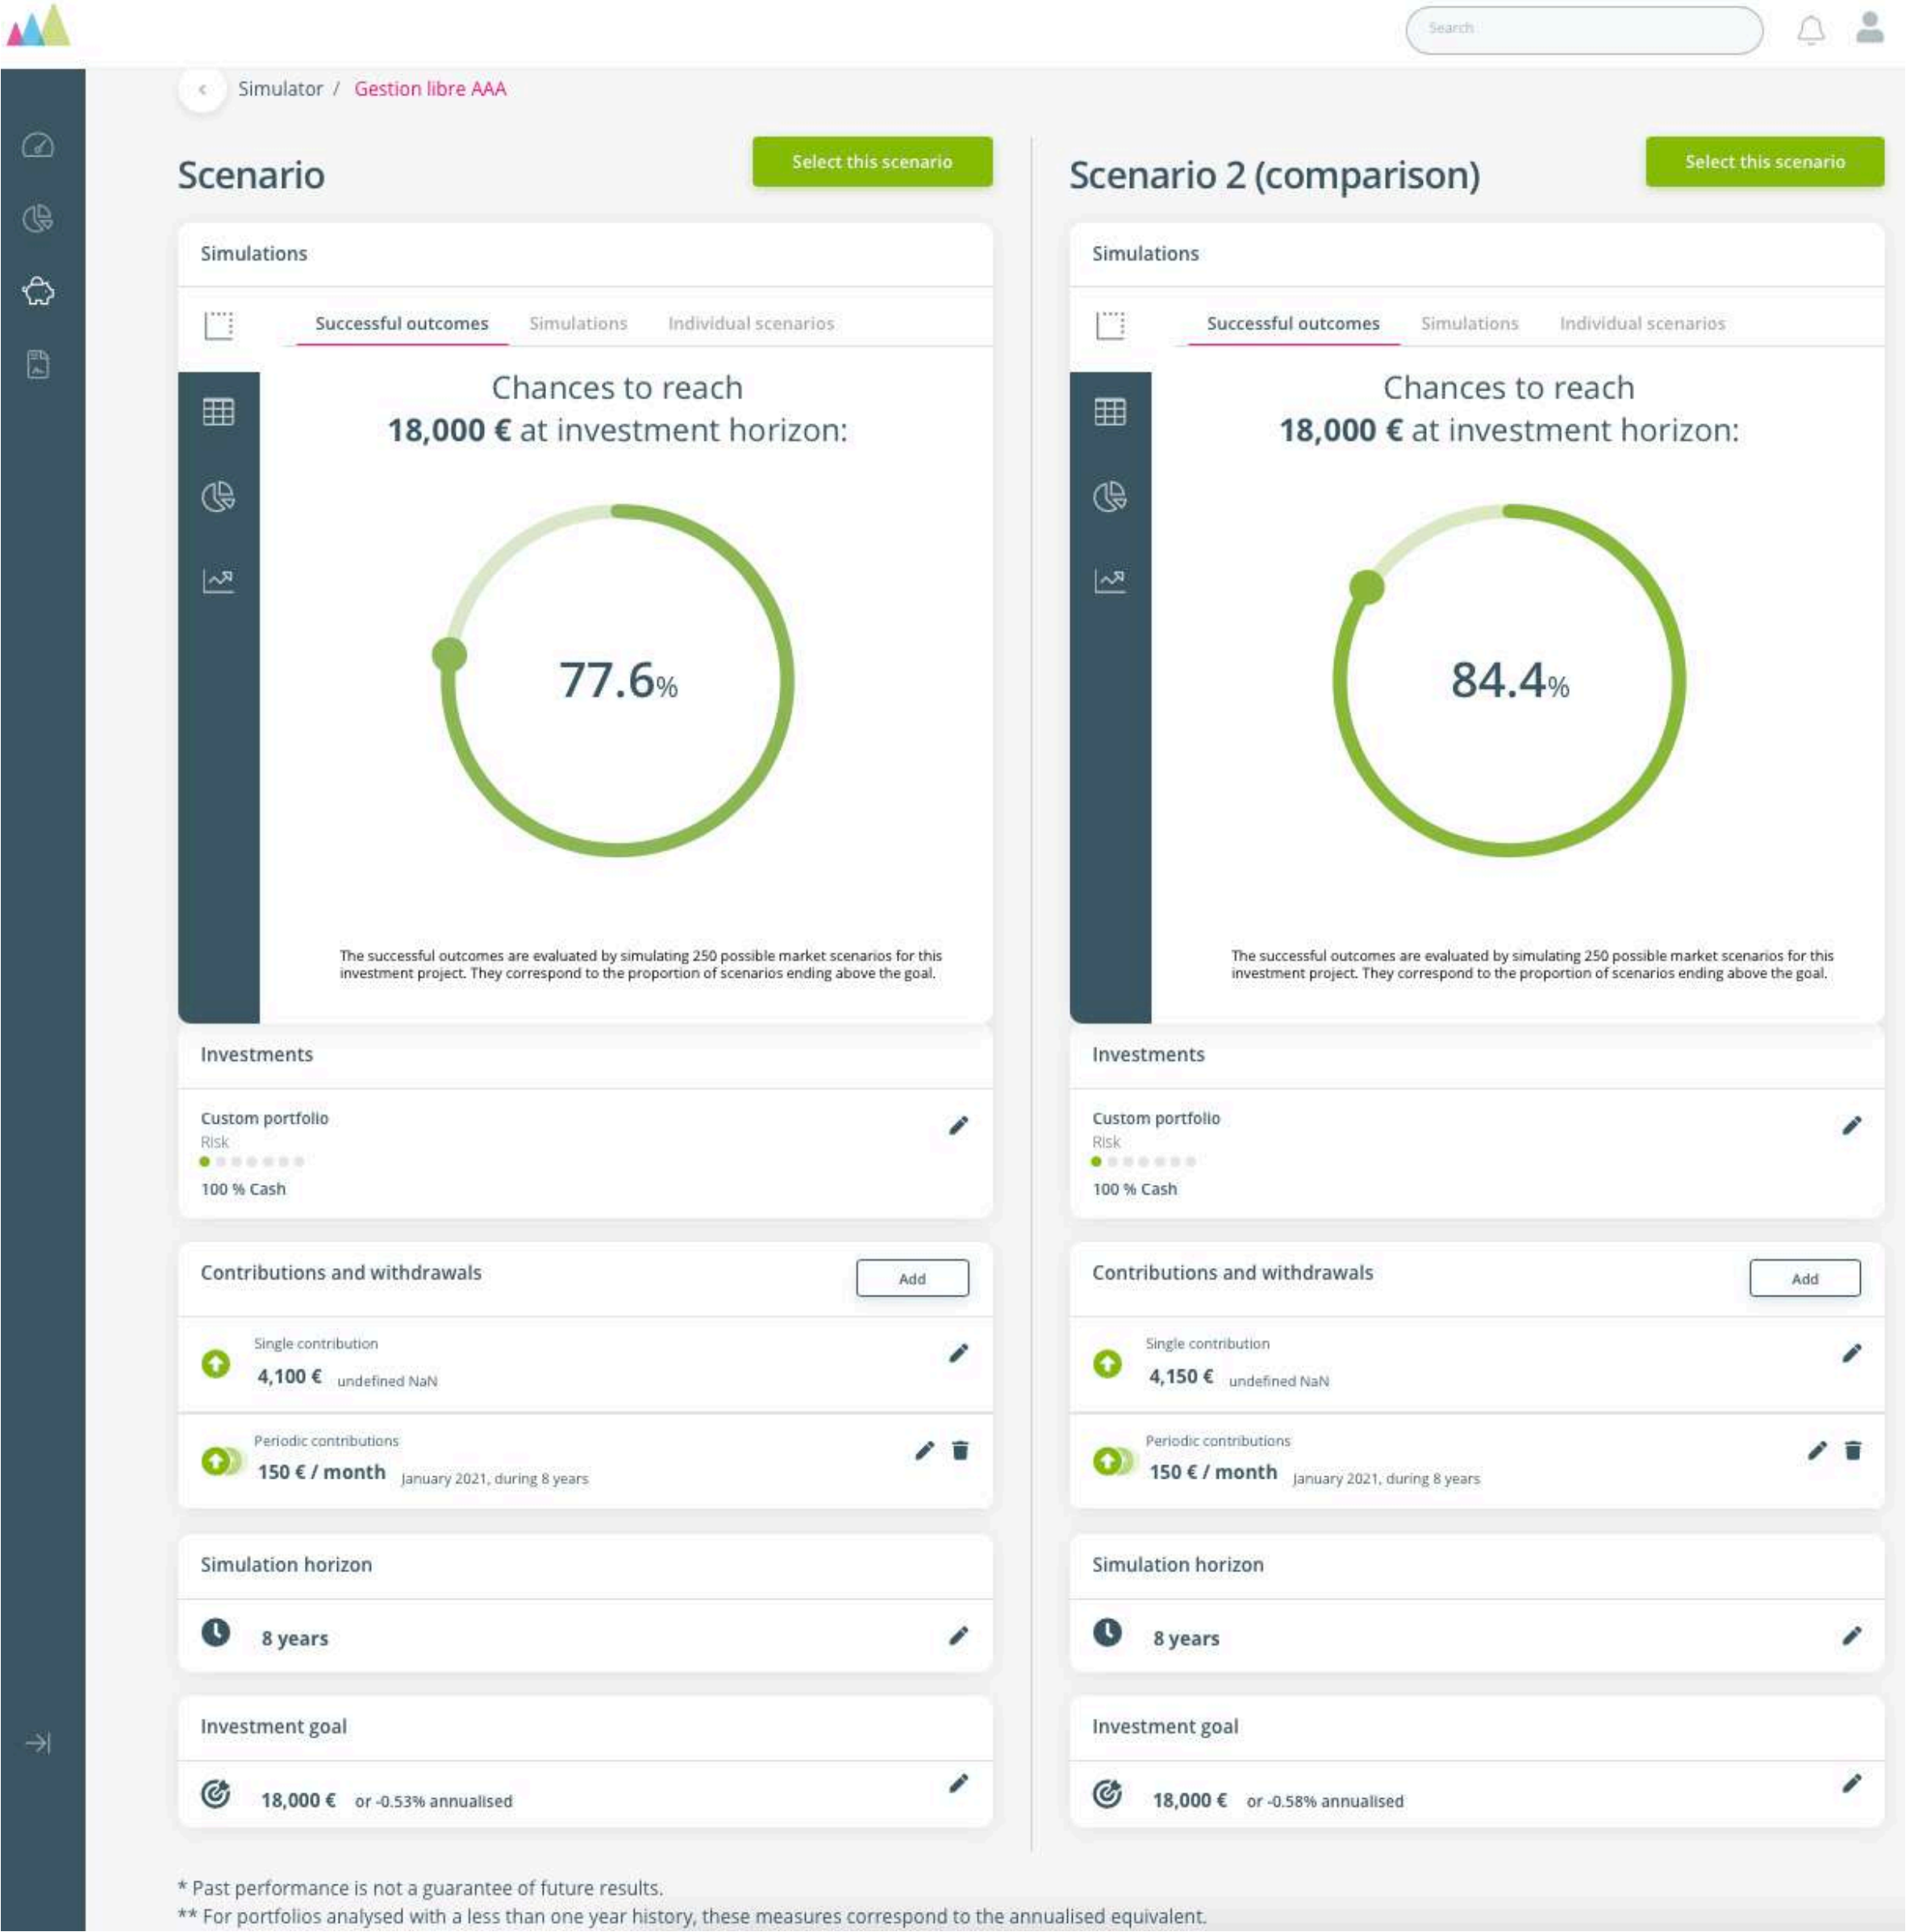 Search
Simulator / Gestion libre AAA
Scenario
Select this scenario
Simulations
Successful outcomes Simulations Individual scenarios
Chances to reach
18,000 € at investment horizon:
77.6%
The successful outcomes are evaluated by simulating 250 possible market scenarios for this
investment project. They correspond to the proportion of scenarios ending above the goal.
Investments
Custom portfolio
Risk
100 % Cash
Contributions and withdrawals
Add
Single contribution
4,100 € undefined NaN
Periodic contributions
150 € / month January 2021, during 8 years
Simulation horizon
8 years
Investment goal
18,000 € or -0.53% annualised
Scenario 2 (comparison)
Select this scenario
Simulations
Successful outcomes Simulations Individual scenarios
Chances to reach
18,000 € at investment horizon:
84.4%
The successful outcomes are evaluated by simulating 250 possible market scenarios for this
investment project. They correspond to the proportion of scenarios ending above the goal.
Investments
Custom portfolio
Risk
100 % Cash
Contributions and withdrawals
Add
Single contribution
4,150 € undefined NaN
Periodic contributions
150 € / month January 2021, during 8 years
Simulation horizon
8 years
Investment goal
18,000 € or -0.58% annualised
* Past performance is not a guarantee of future results.
** For portfolios analysed with a less than one year history, these measures correspond to the annualised equivalent.